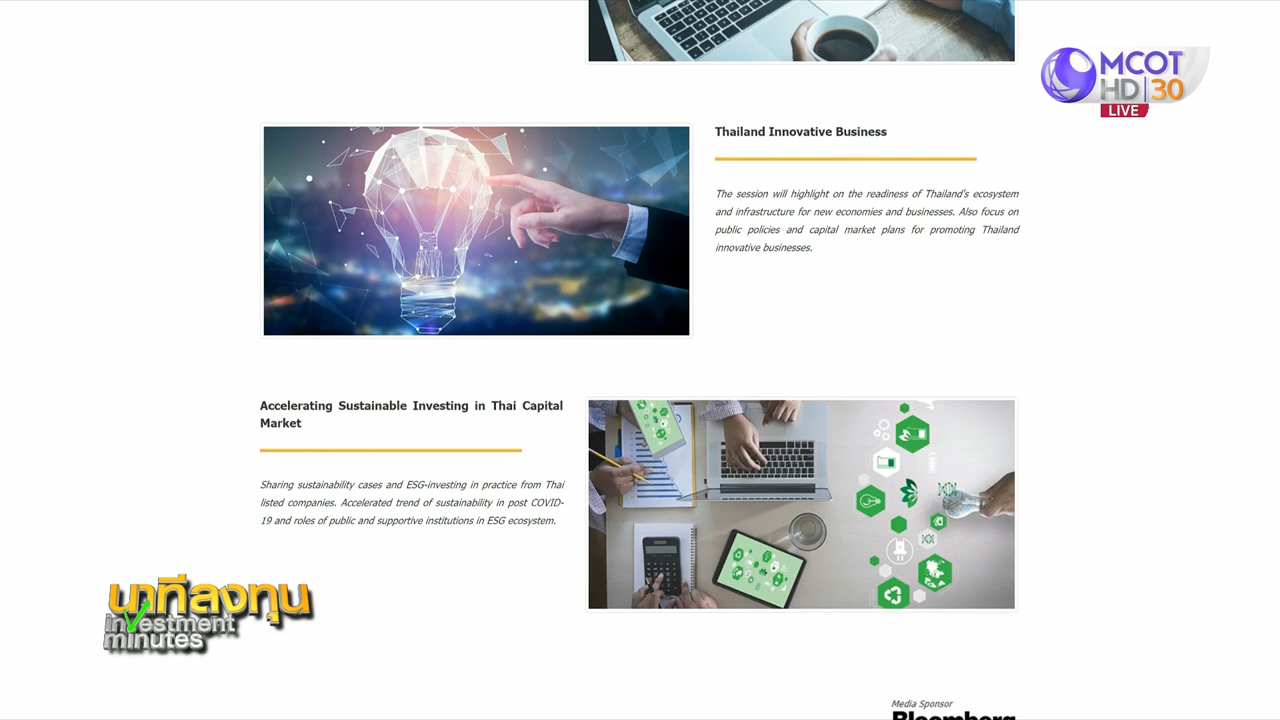 MCOT
HD 30
LIVE
Thailand Innovative Business
The session will highlight on the readiness of Thailand's ecosystem
and infrastructure for new economies and businesses. Also focus on
public policies and capital market plans for promoting Thailand
innovative businesses.
Accelerating Sustainable Investing in Thai Capital
Market
Sharing sustainability cases and ESG-investing in practice from Thai
listed companies. Accelerated trend of sustainability in post COVID-
19 and roles of public and supportive institutions in ESG ecosystem.
นาทีลงทุน
investment
minutes
Media Sponsor
Bloomberg